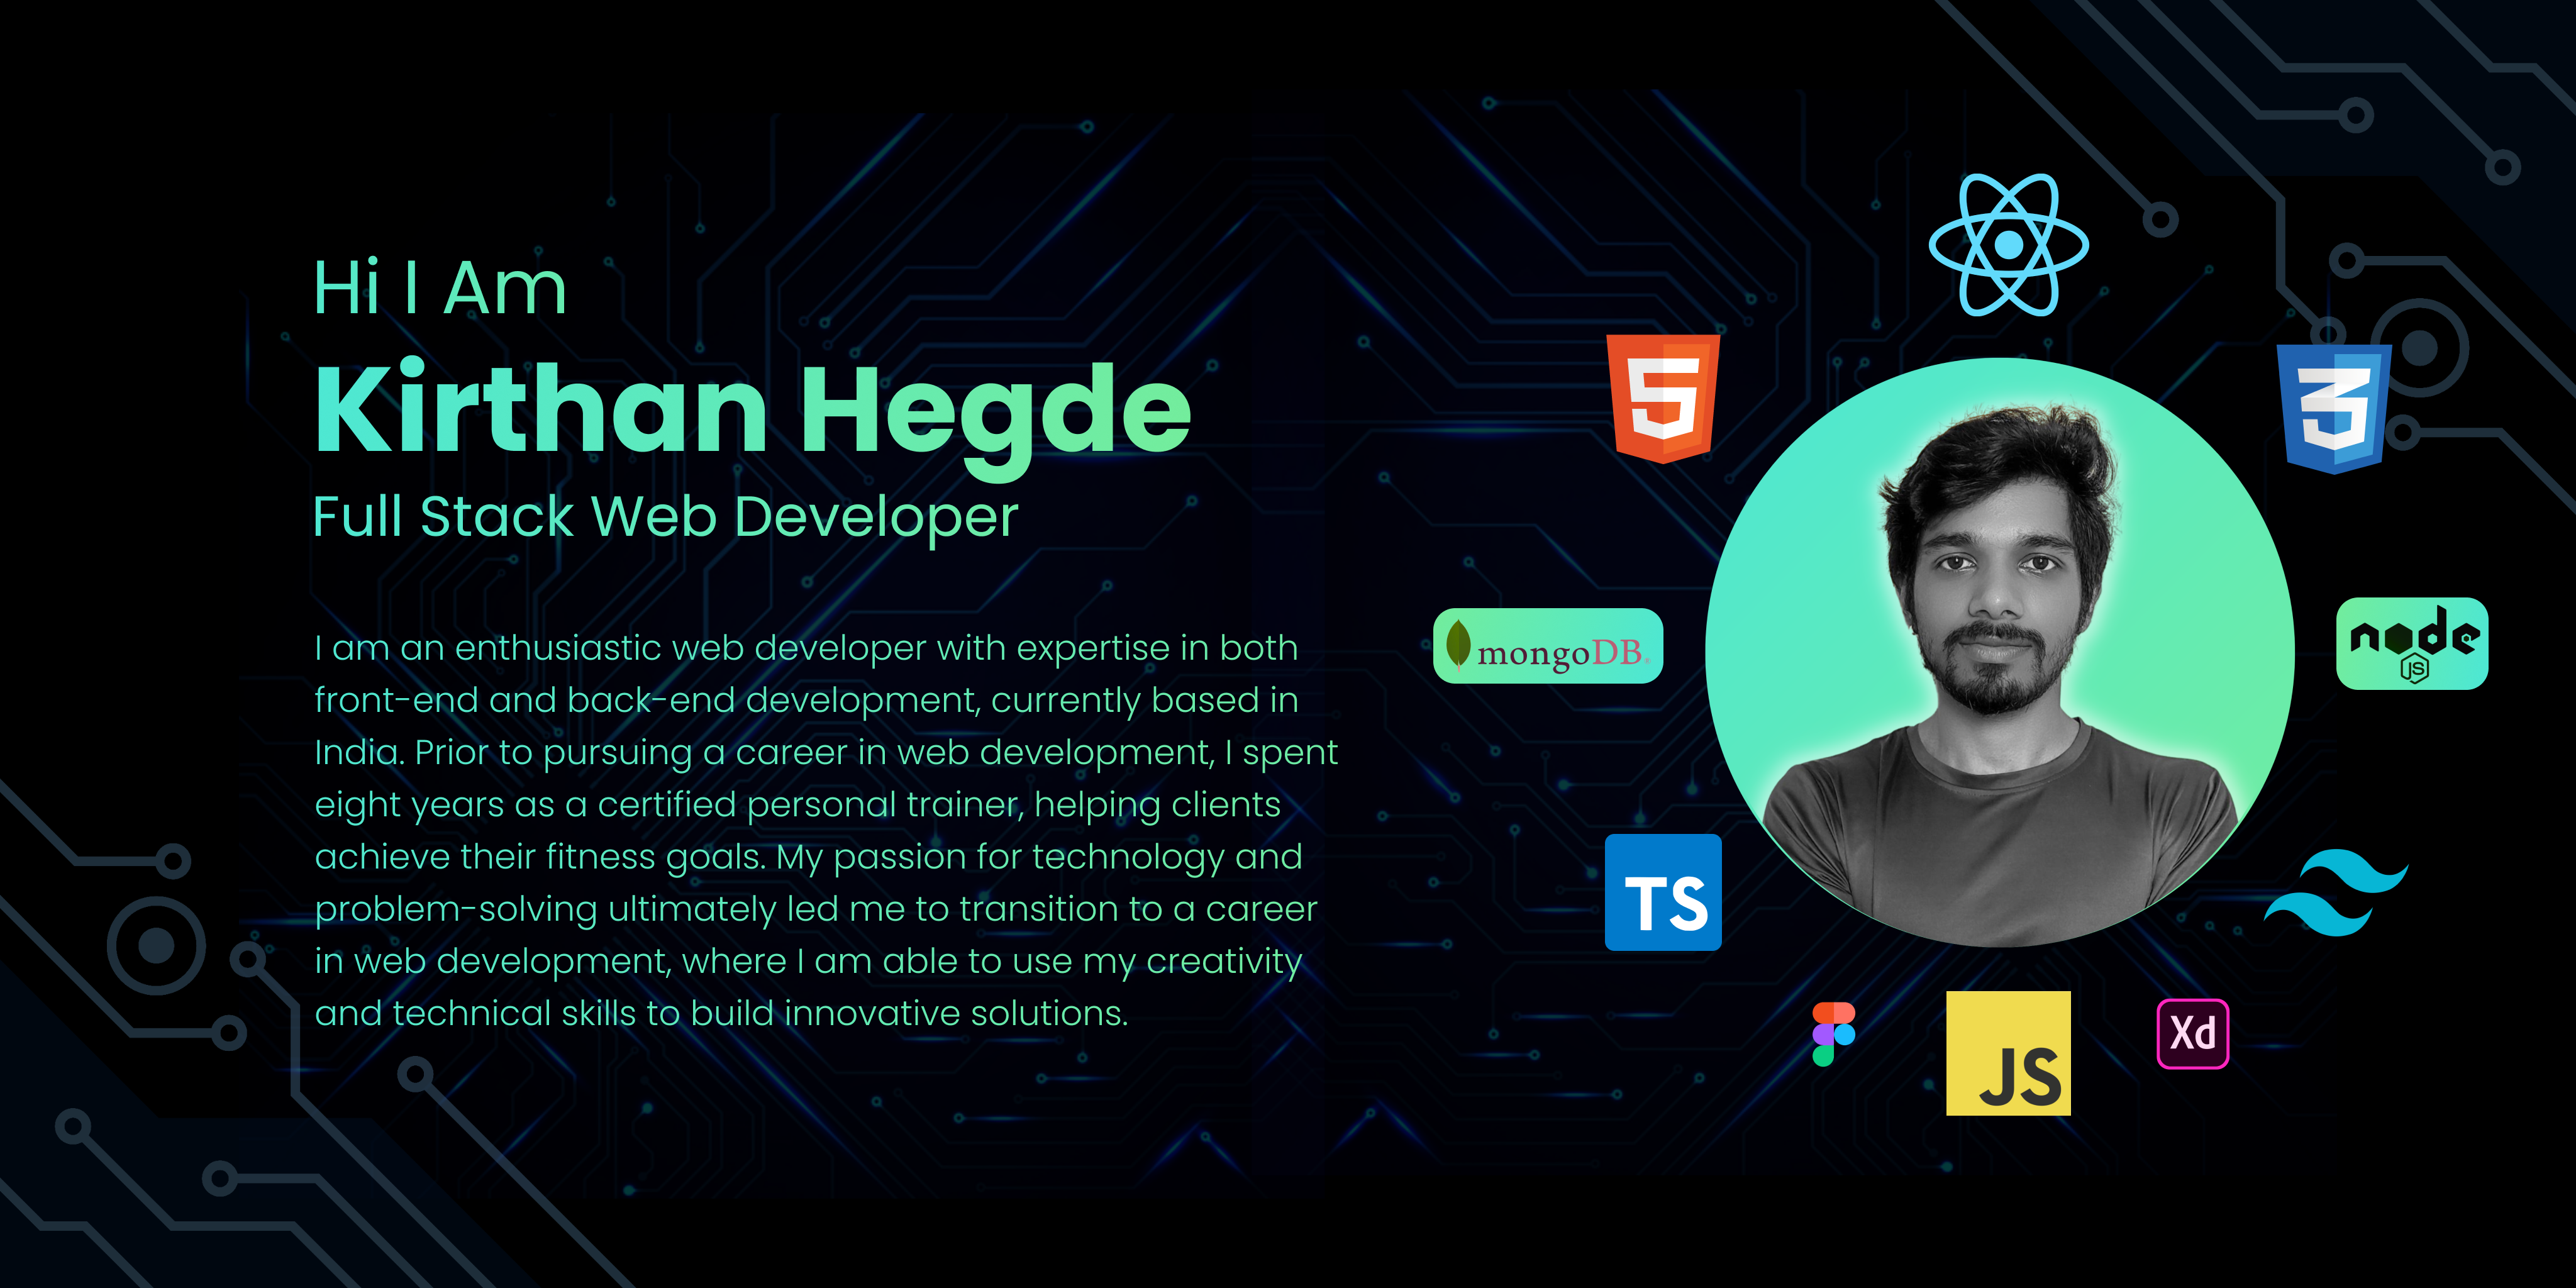 Hi I Am
Kirthan Hegde
Full Stack Web Developer
I am an enthusiastic web developer with expertise in both
front-end and back-end development, currently based in
India. Prior to pursuing a career in web development, I spent
eight years as a certified personal trainer, helping clients
achieve their fitness goals. My passion for technology and
problem-solving ultimately led me to transition to a career
in web development, where I am able to use my creativity
and technical skills to build innovative solutions.
5
3
mongoDB
node
JS
TS
JS
Xd